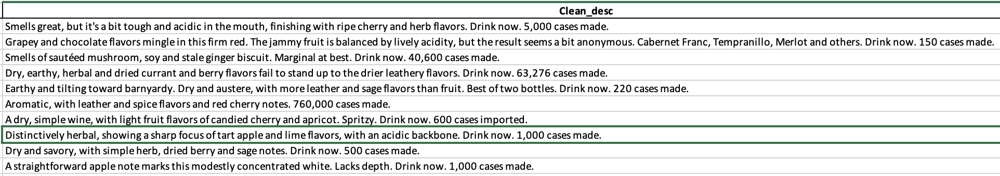 Clean_desc
Smells great, but it's a bit tough and acidic in the mouth, finishing with ripe cherry and herb flavors. Drink now. 5,000 cases made.
Grapey and chocolate flavors mingle in this firm red. The jammy fruit is balanced by lively acidity, but the result seems a bit anonymous. Cabernet Franc, Tempranillo, Merlot and others. Drink now. 150 cases made.
Smells of sautéed mushroom, soy and stale ginger biscuit. Marginal at best. Drink now. 40,600 cases made.
Dry, earthy, herbal and dried currant and berry flavors fail to stand up to the drier leathery flavors. Drink now. 63,276 cases made.
Earthy and tilting toward barnyardy. Dry and austere, with more leather and sage flavors than fruit. Best of two bottles. Drink now. 220 cases made.
Aromatic, with leather and spice flavors and red cherry notes. 760,000 cases made.
A dry, simple wine, with light fruit flavors of candied cherry and apricot. Spritzy. Drink now. 600 cases imported.
Distinctively herbal, showing a sharp focus of tart apple and lime flavors, with an acidic backbone. Drink now. 1,000 cases made.
Dry and savory, with simple herb, dried berry and sage notes. Drink now. 500 cases made.
A straightforward apple note marks this modestly concentrated white. Lacks depth. Drink now. 1,000 cases made.